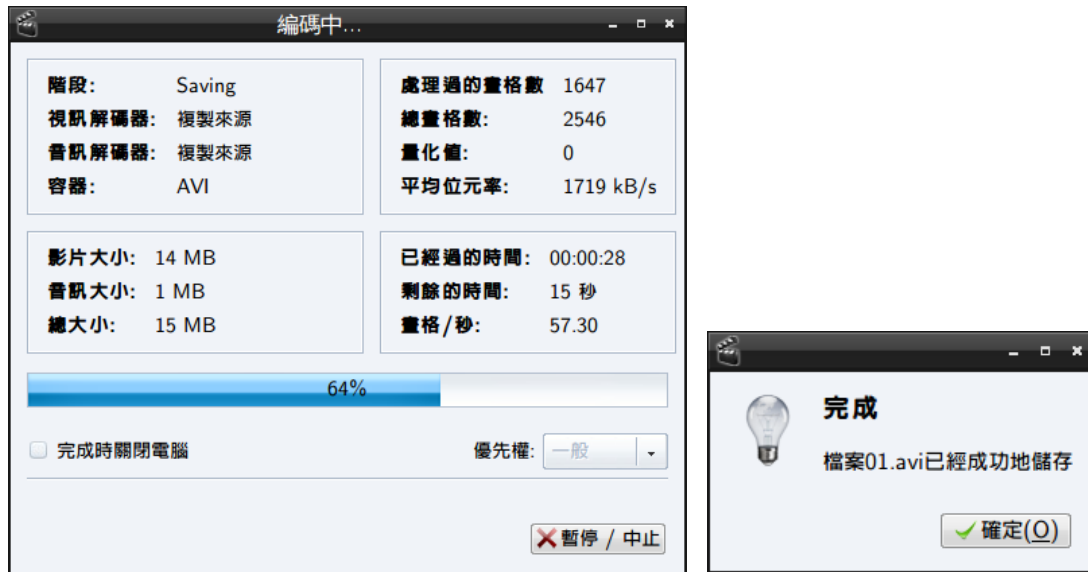 編碼中...
階段: Saving
視訊解碼器: 複製來源
音訊解碼器: 複製來源
容器: AVI
處理過的畫格數 1647
總畫格數: 2546
量化值: 0
平均位元率: 1719 kB/s
影片大小: 14 MB
音訊大小: 1 MB
總大小: 15 MB
已經過的時間: 00:00:28
剩餘的時間: 15 秒
畫格/秒: 57.30
64%
完成時關閉電腦
優先權: 一般
暫停 / 中止
完成
檔案01.avi已經成功地儲存
確定(O)